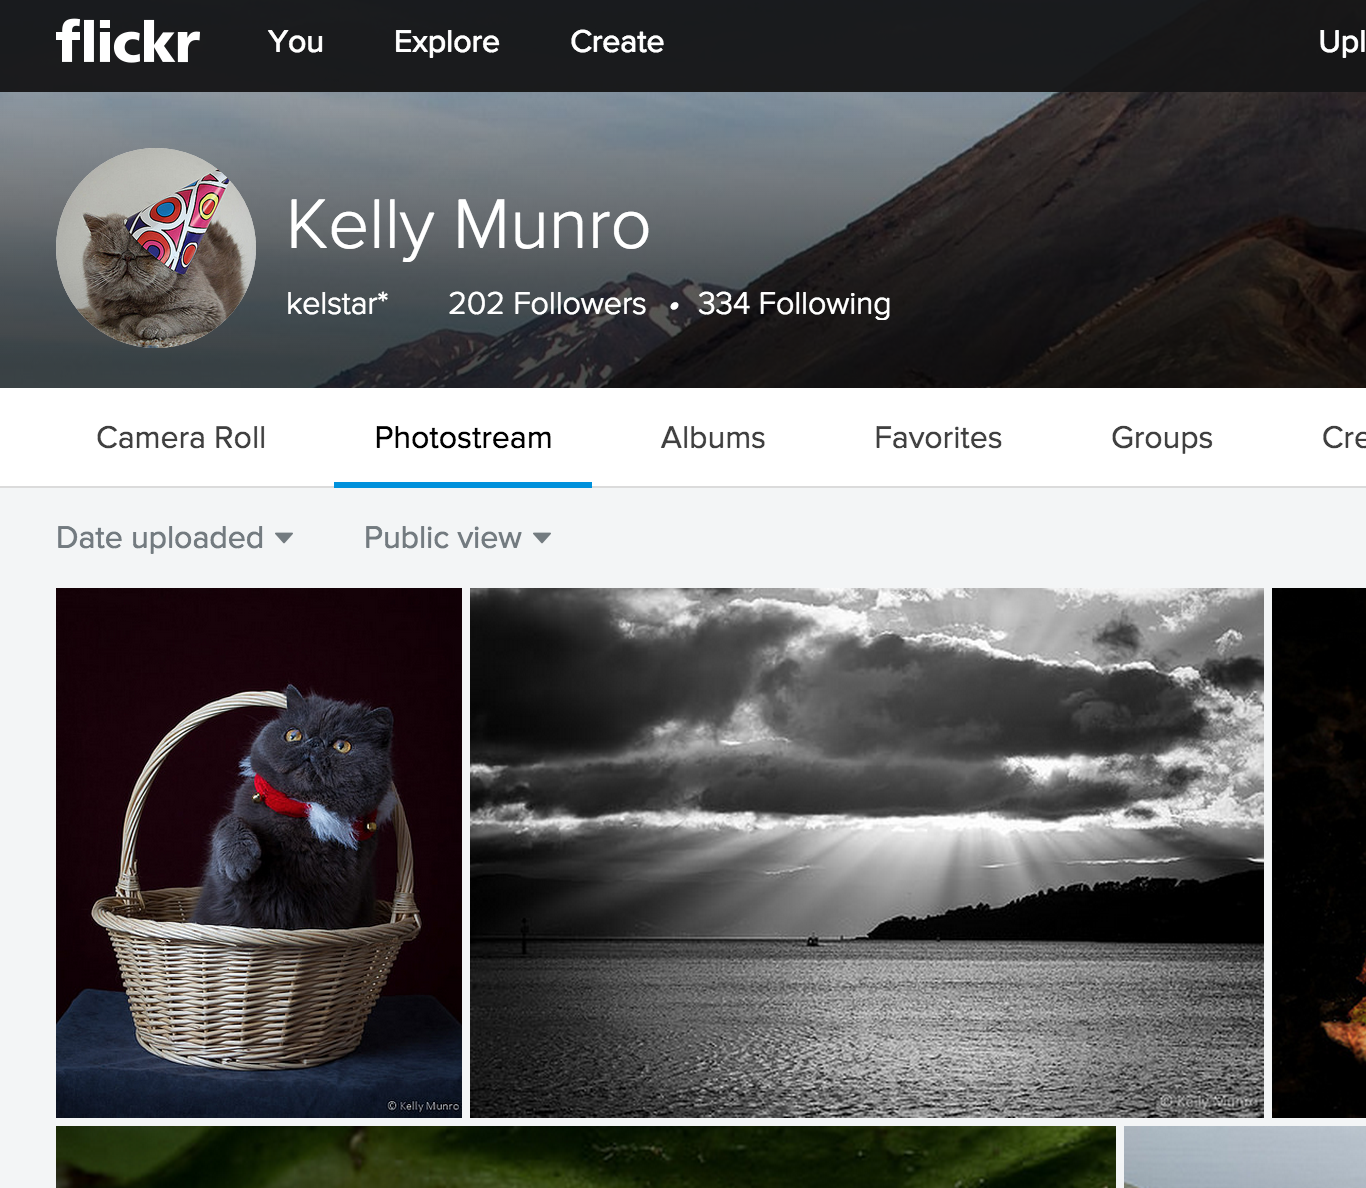 flickr You Explore Create Upl
Kelly Munro
kelstar* 202 Followers • 334 Following
Camera Roll Photostream Albums Favorites Groups Cre
Date uploaded Public view
© Kelly Munro
© Kelly Munro